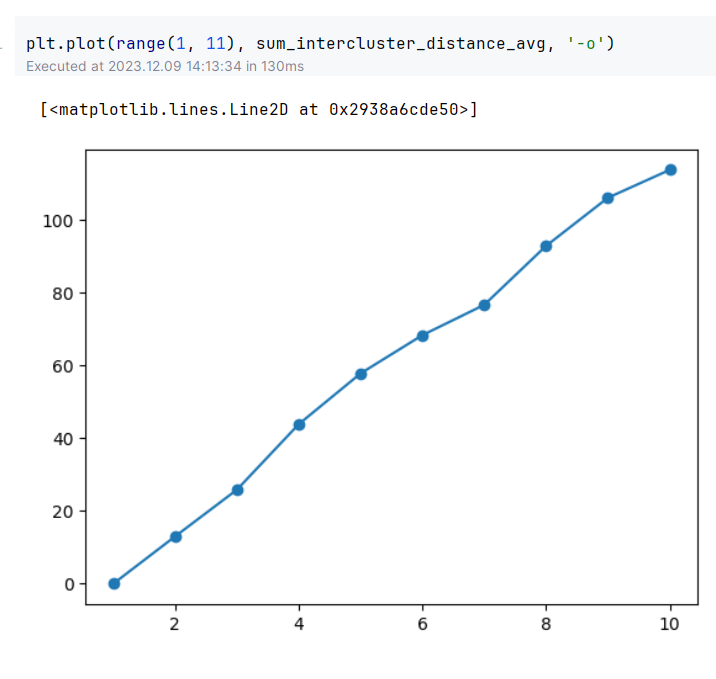 plt.plot(range(1, 11), sum_intercluster_distance_avg, '-o')
Executed at 2023.12.09 14:13:34 in 130ms
[<matplotlib.lines.Line2D at 0x2938a6cde50>]
100
80
60
40
20
0
2 4 6 8 10